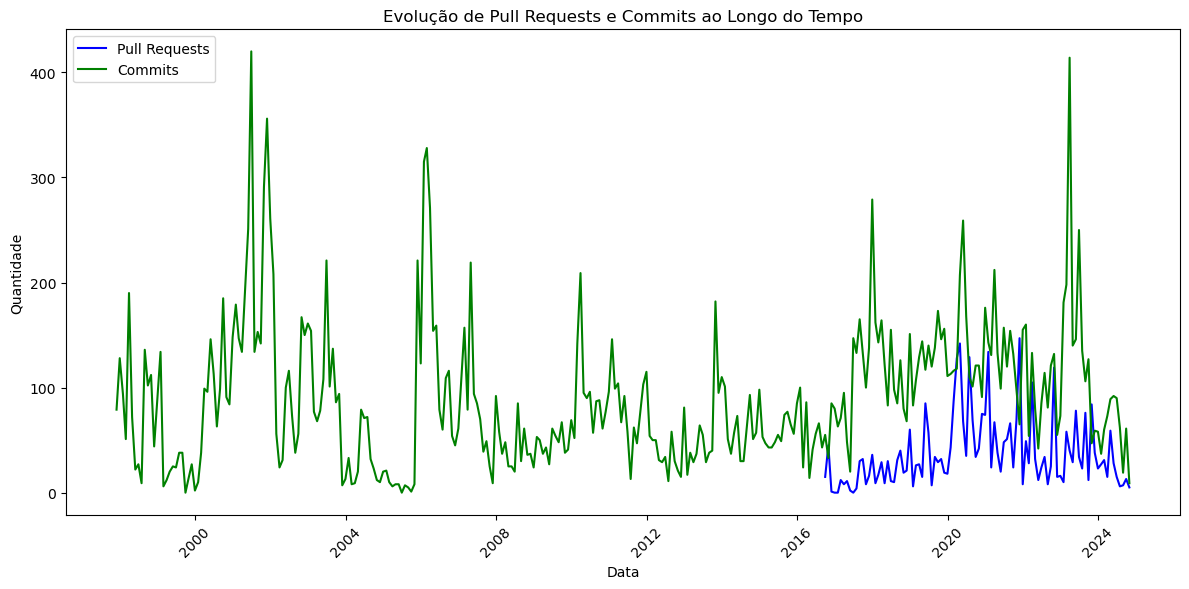 Evolução de Pull Requests e Commits ao Longo do Tempo
Pull Requests
Commits
Quantidade
400
300
200
100
0
2000
2004
2008
2012
2016
2020
2024
Data